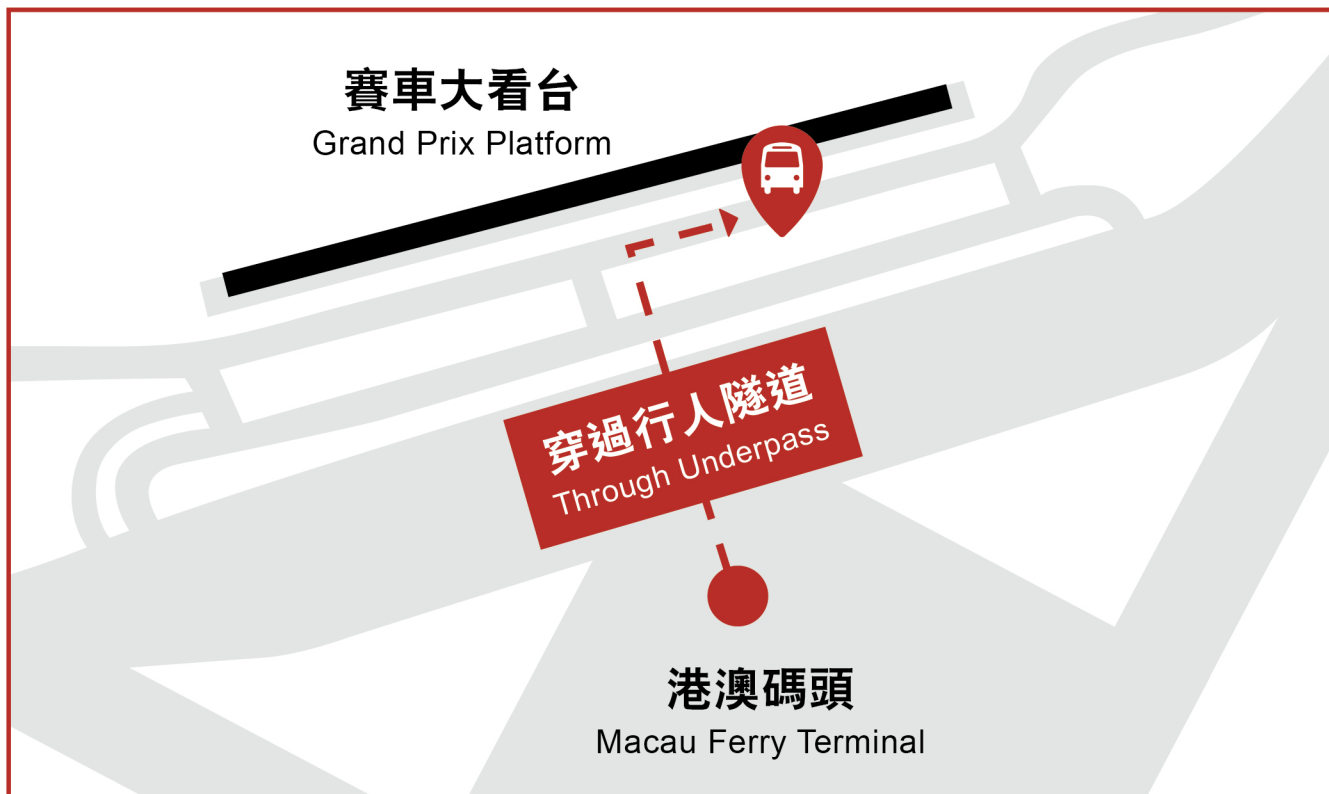 賽車大看台
Grand Prix Platform
穿過行人隧道
Through Underpass
港澳碼頭
Macau Ferry Terminal